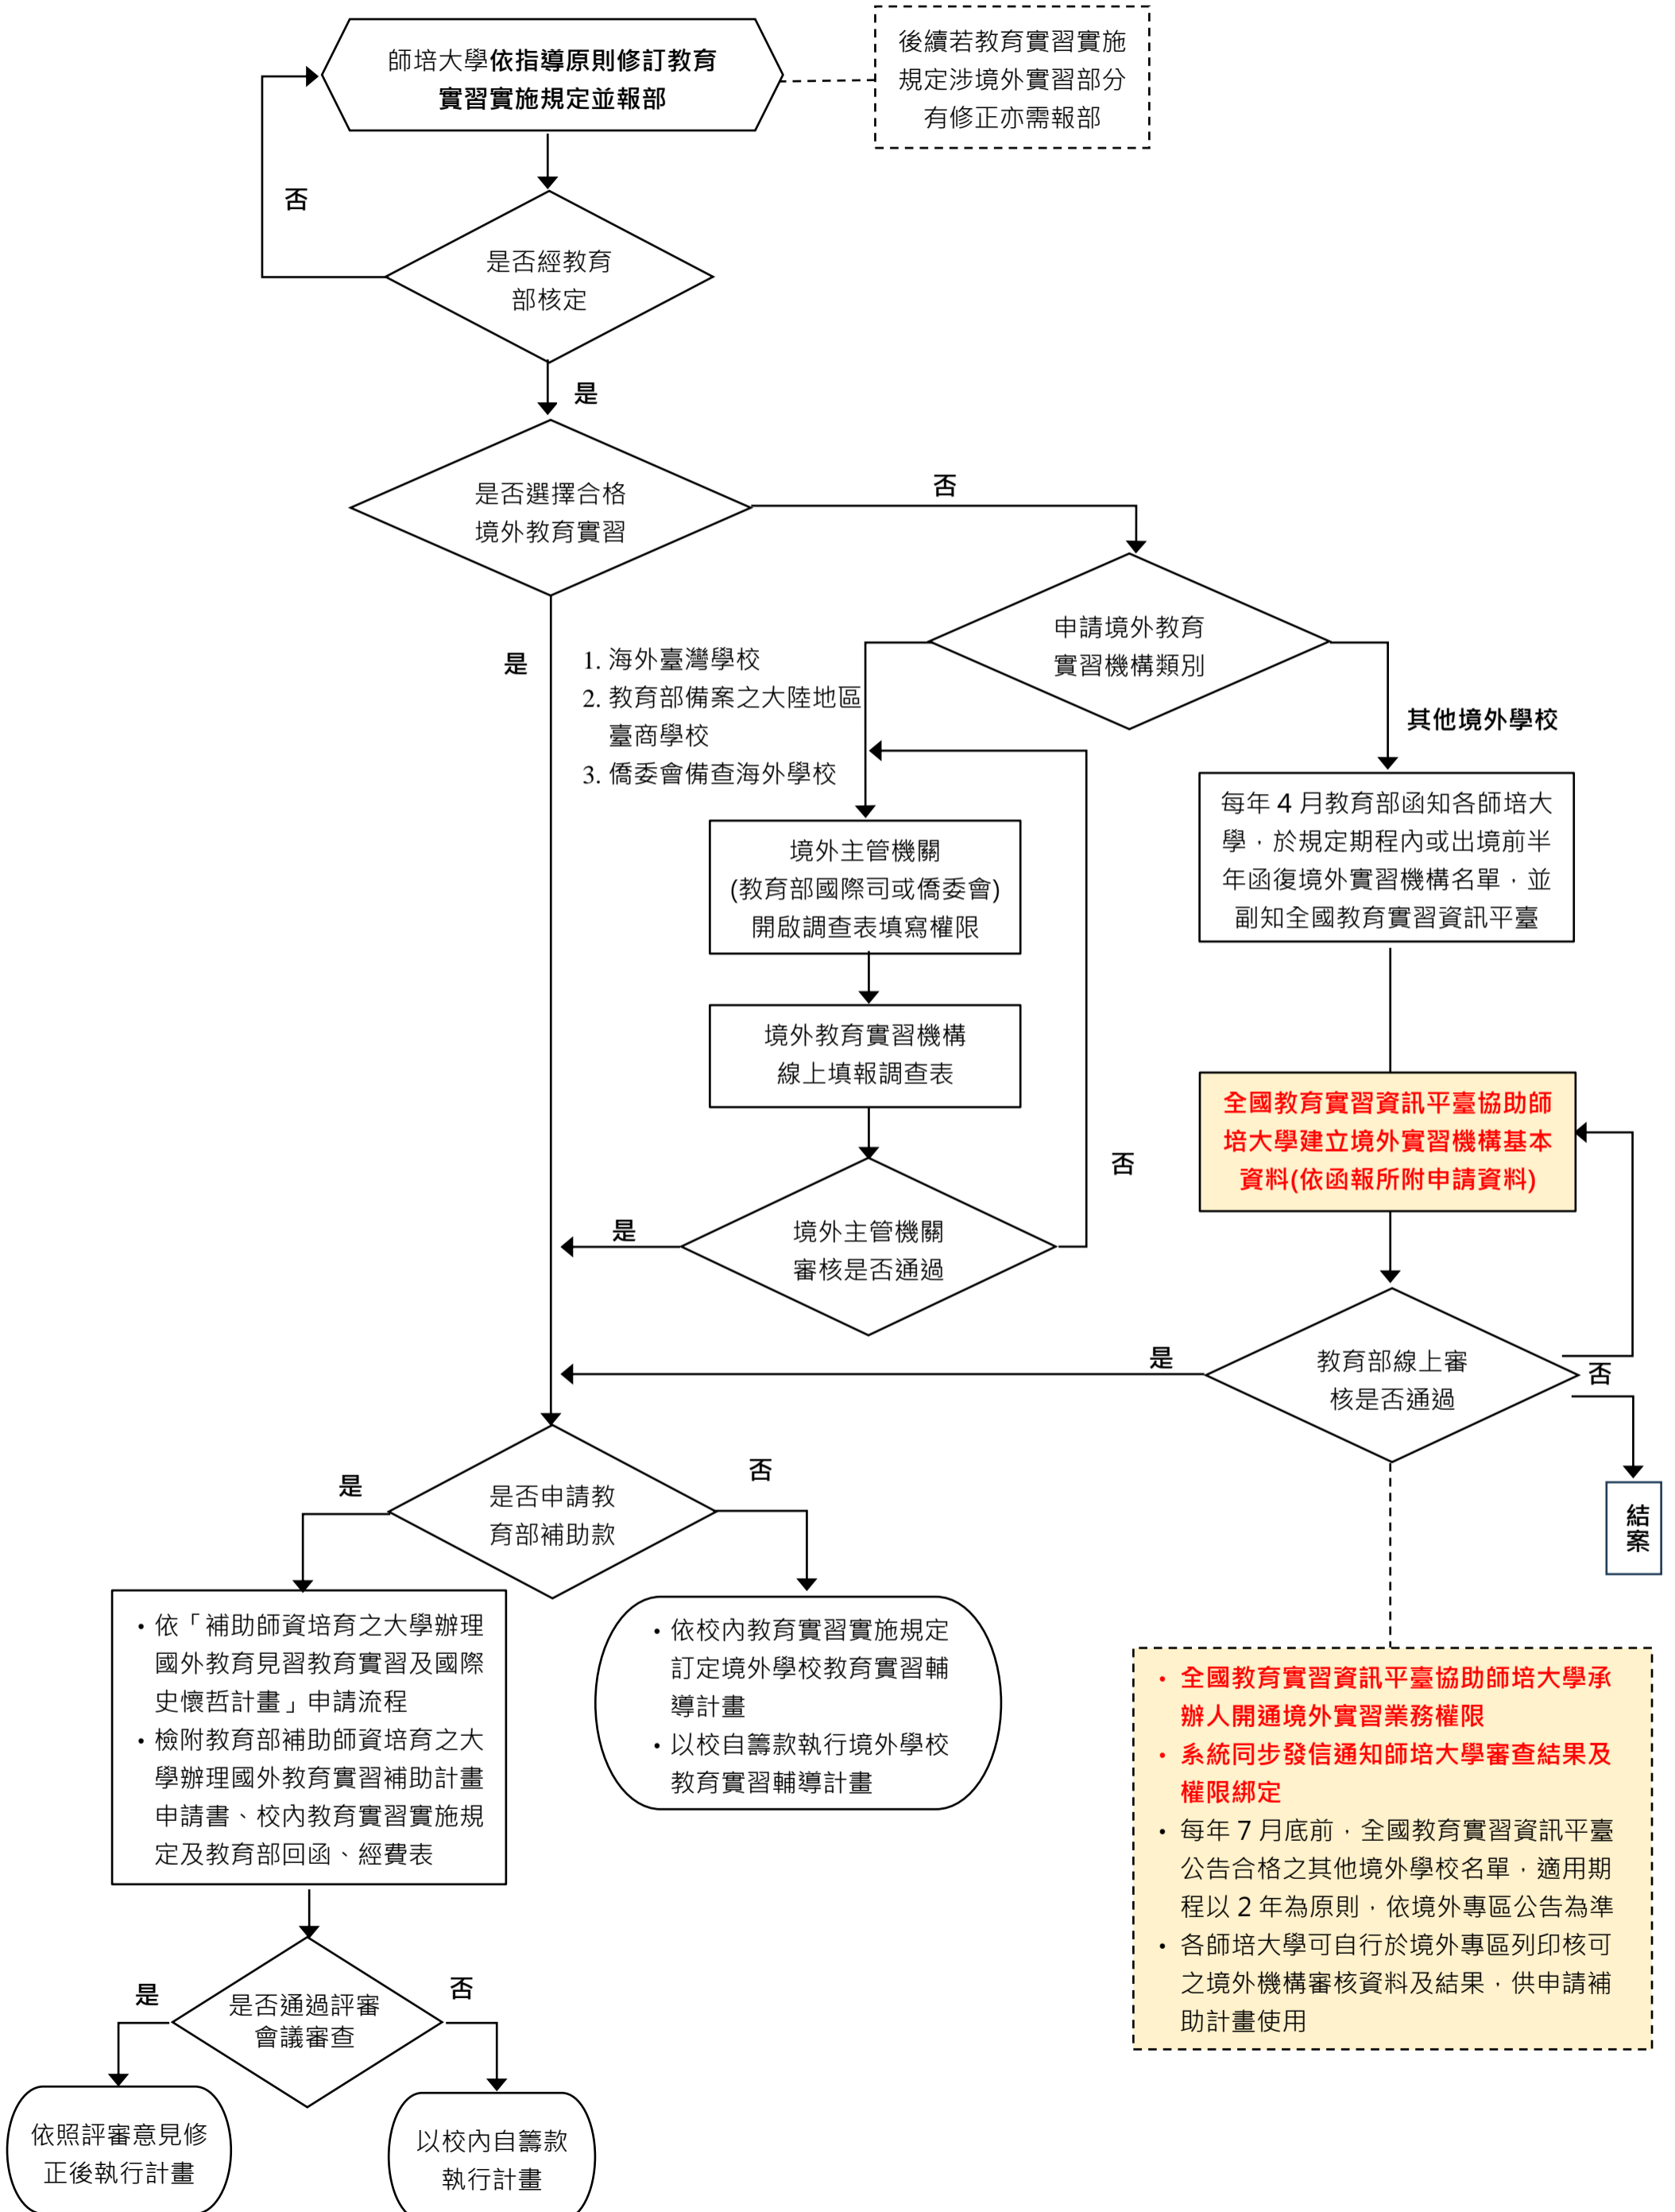 師培大學依指導原則修訂教育
實習實施規定並報部
後續若教育實習實施
規定涉境外實習部分
有修正亦需報部
否
是否經教育
部核定
是
是否選擇合格
境外教育實習
否
申請境外教育
實習機構類別
是
1. 海外臺灣學校
2. 教育部備案之大陸地區
臺商學校
3. 僑委會備查海外學校
其他境外學校
境外主管機關
(教育部國際司或僑委會)
開啟調查表填寫權限
每年 4 月教育部函知各師培大
學，於規定期程內或出境前半
年函復境外實習機構名單，並
副知全國教育實習資訊平臺
境外教育實習機構
線上填報調查表
全國教育實習資訊平臺協助師
培大學建立境外實習機構基本
資料(依函報所附申請資料)
否
是
境外主管機關
審核是否通過
是
教育部線上審
核是否通過
否
結
案
是
是否申請教
育部補助款
否
• 依「補助師資培育之大學辦理
國外教育見習教育實習及國際
史懷哲計畫」申請流程
• 檢附教育部補助師資培育之大
學辦理國外教育實習補助計畫
申請書、校內教育實習實施規
定及教育部回函、經費表
• 依校內教育實習實施規定
訂定境外學校教育實習輔
導計畫
• 以校自籌款執行境外學校
教育實習輔導計畫
• 全國教育實習資訊平臺協助師培大學承
辦人開通境外實習業務權限
• 系統同步發信通知師培大學審查結果及
權限綁定
• 每年 7 月底前，全國教育實習資訊平臺
公告合格之其他境外學校名單，適用期
程以 2 年為原則，依境外專區公告為準
• 各師培大學可自行於境外專區列印核可
之境外機構審核資料及結果，供申請補
助計畫使用
是
是否通過評審
會議審查
否
依照評審意見修
正後執行計畫
以校內自籌款
執行計畫